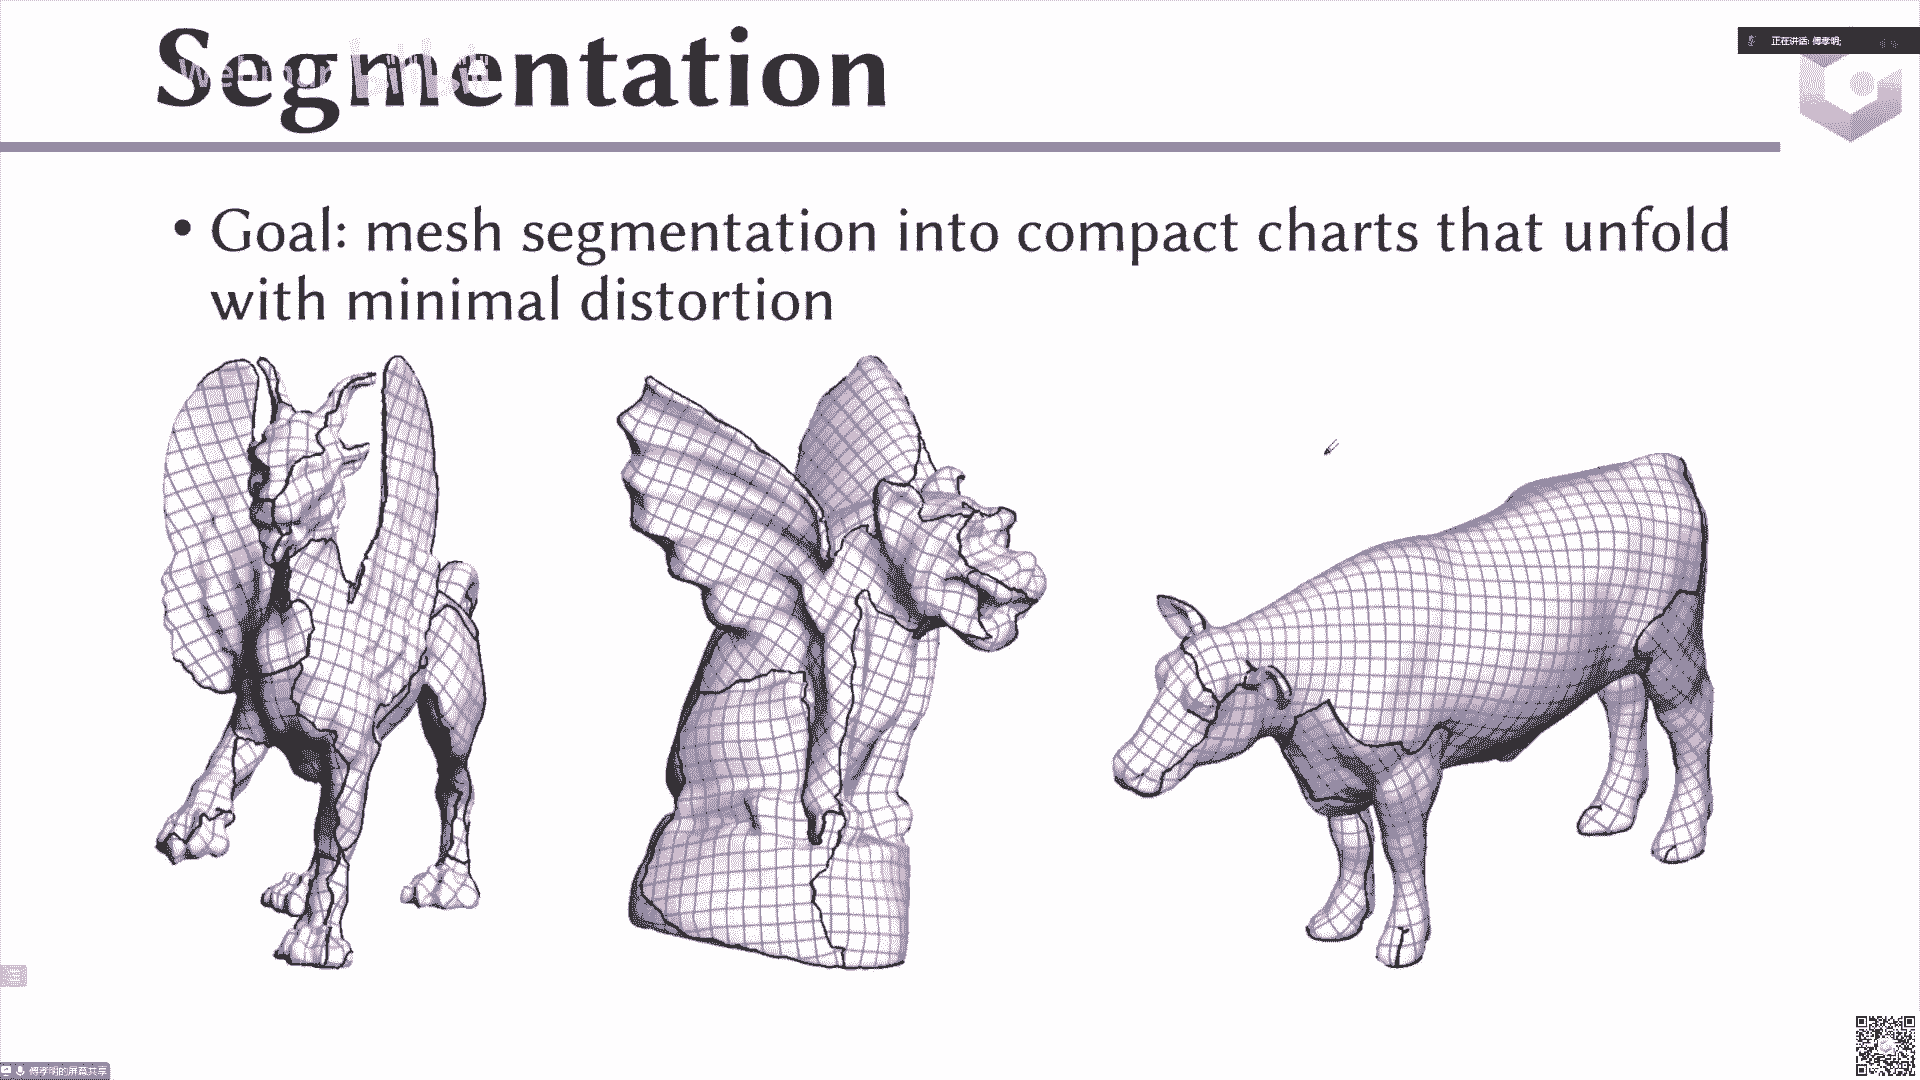 Segmentation
正在讲话: 傅孝明;
• Goal: mesh segmentation into compact charts that unfold
with minimal distortion
傅孝明的屏幕共享